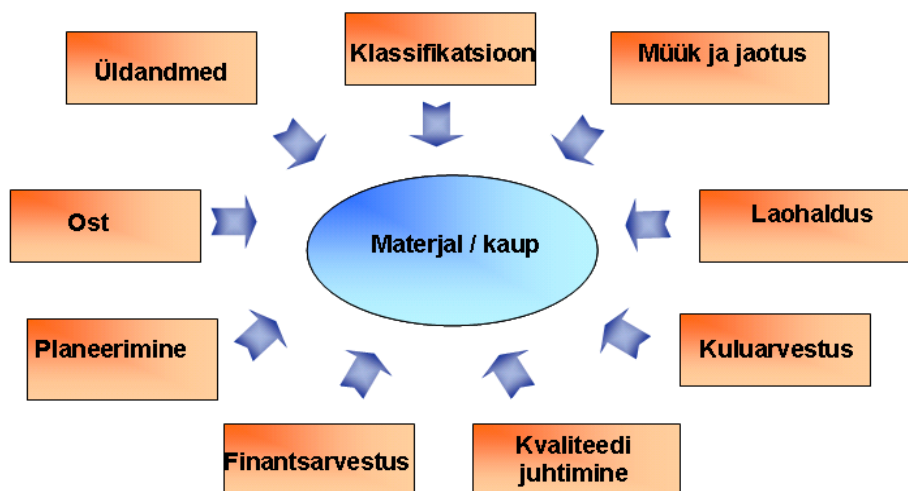 Klassifikatsioon
Müük ja jaotus
Üldandmed
Ost
Materjal / kaup
Laohaldus
Planeerimine
Kuluarvestus
Finantsarvestus
Kvaliteedi
juhtimine